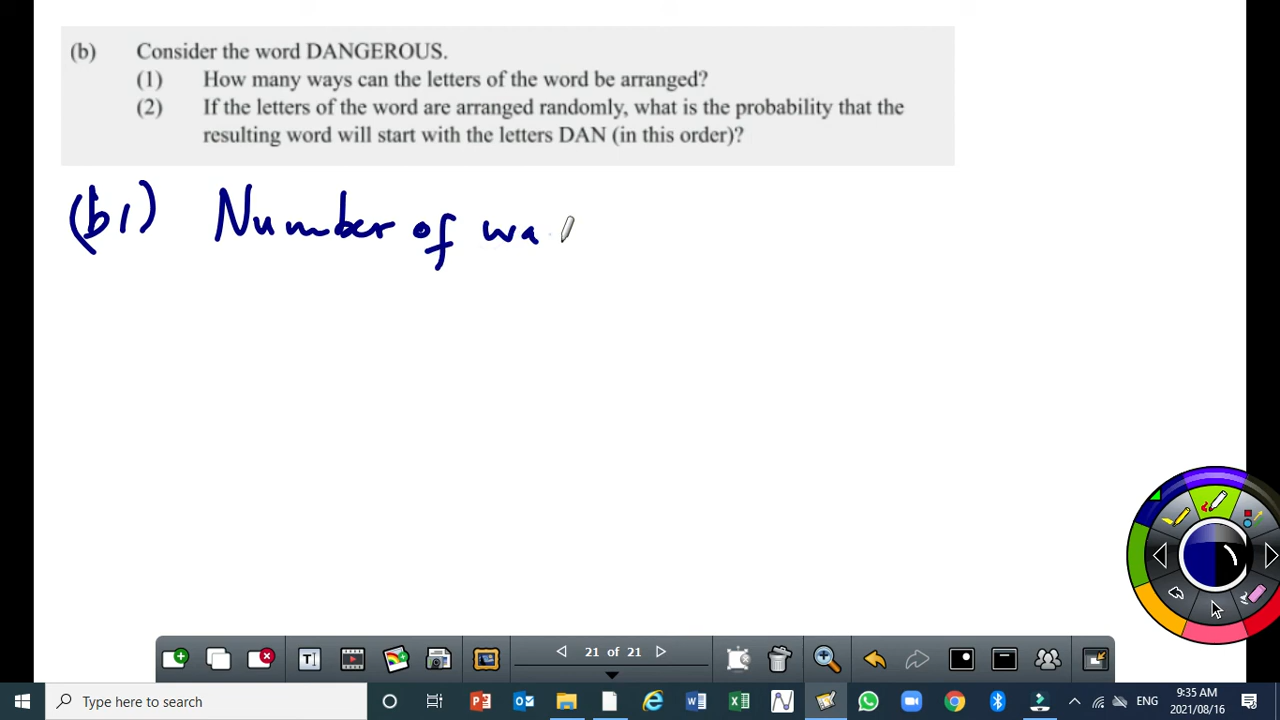 (b) Consider the word DANGEROUS.
(1) How many ways can the letters of the word be arranged?
(2) If the letters of the word are arranged randomly, what is the probability that the
resulting word will start with the letters DAN (in this order)?
(b1) Number of wa
21 of 21
Type here to search
ENG
9:35 AM
2021/08/16